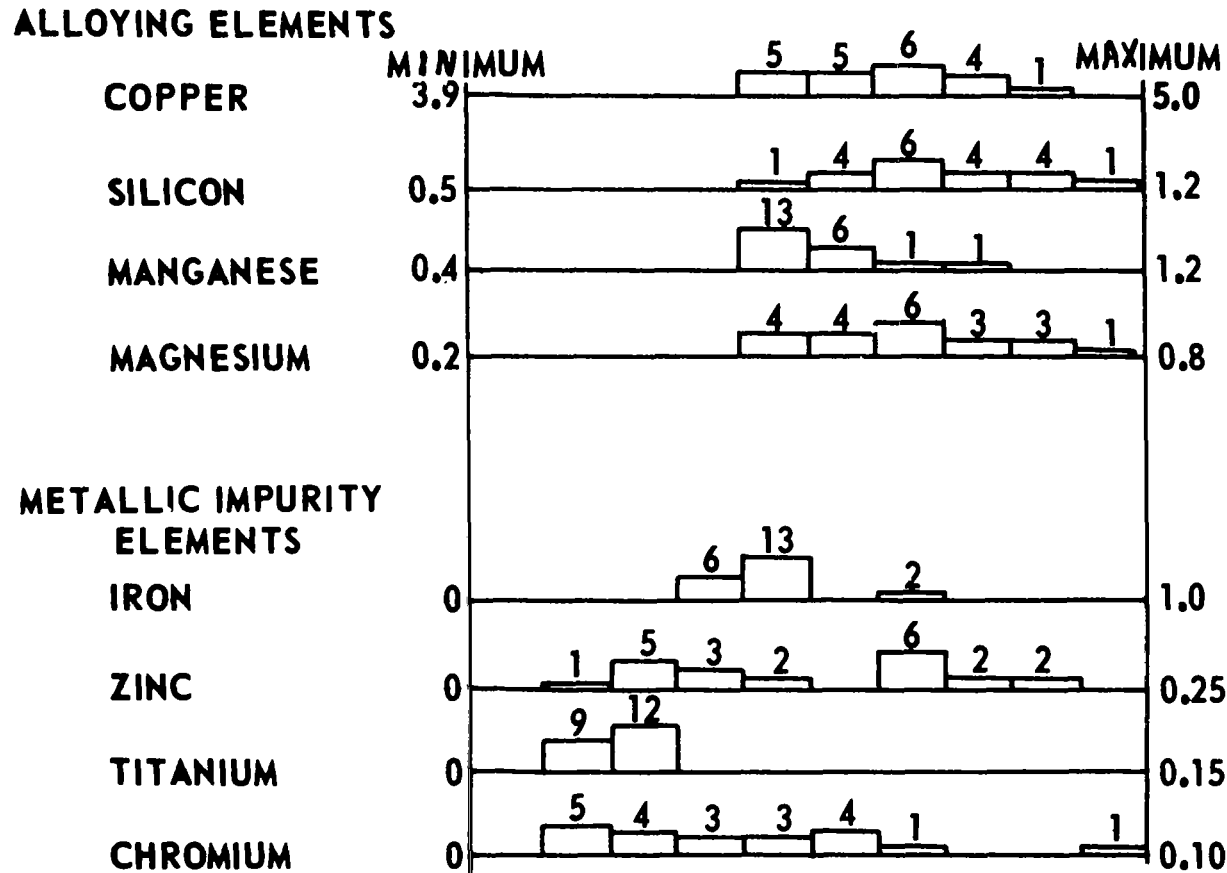 ALLOYING ELEMENTS
MINIMUM 5 5 6 4 1 MAXIMUM
COPPER 3.9 5.0
1 4 6 4 4 1
SILICON 0.5 1.2
13 6 1 1
MANGANESE 0.4 1.2
4 4 6 3 3 1
MAGNESIUM 0.2 0.8
METALLIC IMPURITY
ELEMENTS
6 13 2
IRON 0 1.0
1 5 3 2 6 2 2
ZINC 0 0.25
9 12
TITANIUM 0 0.15
5 4 3 3 4 1 1
CHROMIUM 0 0.10